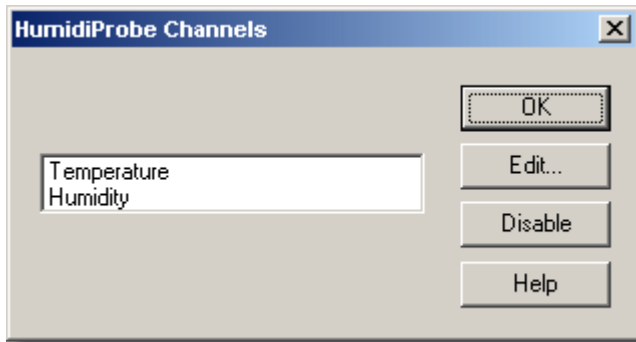 HumidiProbe Channels
OK
Temperature
Humidity
Edit...
Disable
Help